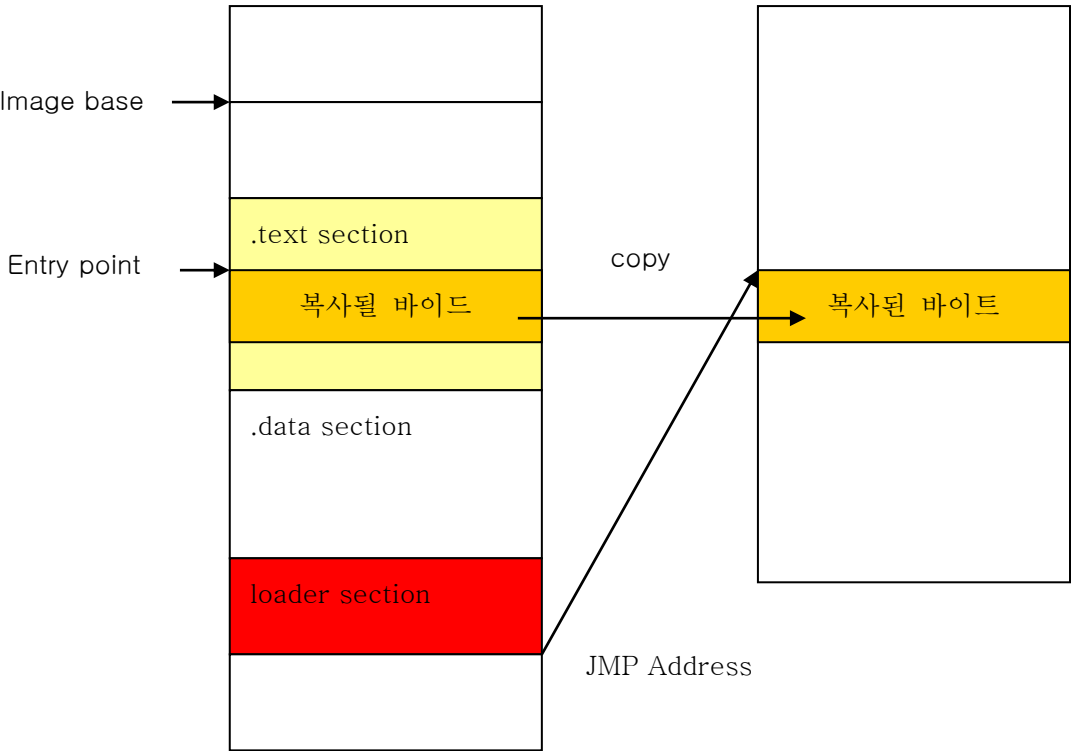 Image base
.text section
Entry point
copy
복사될 바이드
복사된 바이트
.data section
loader section
JMP Address